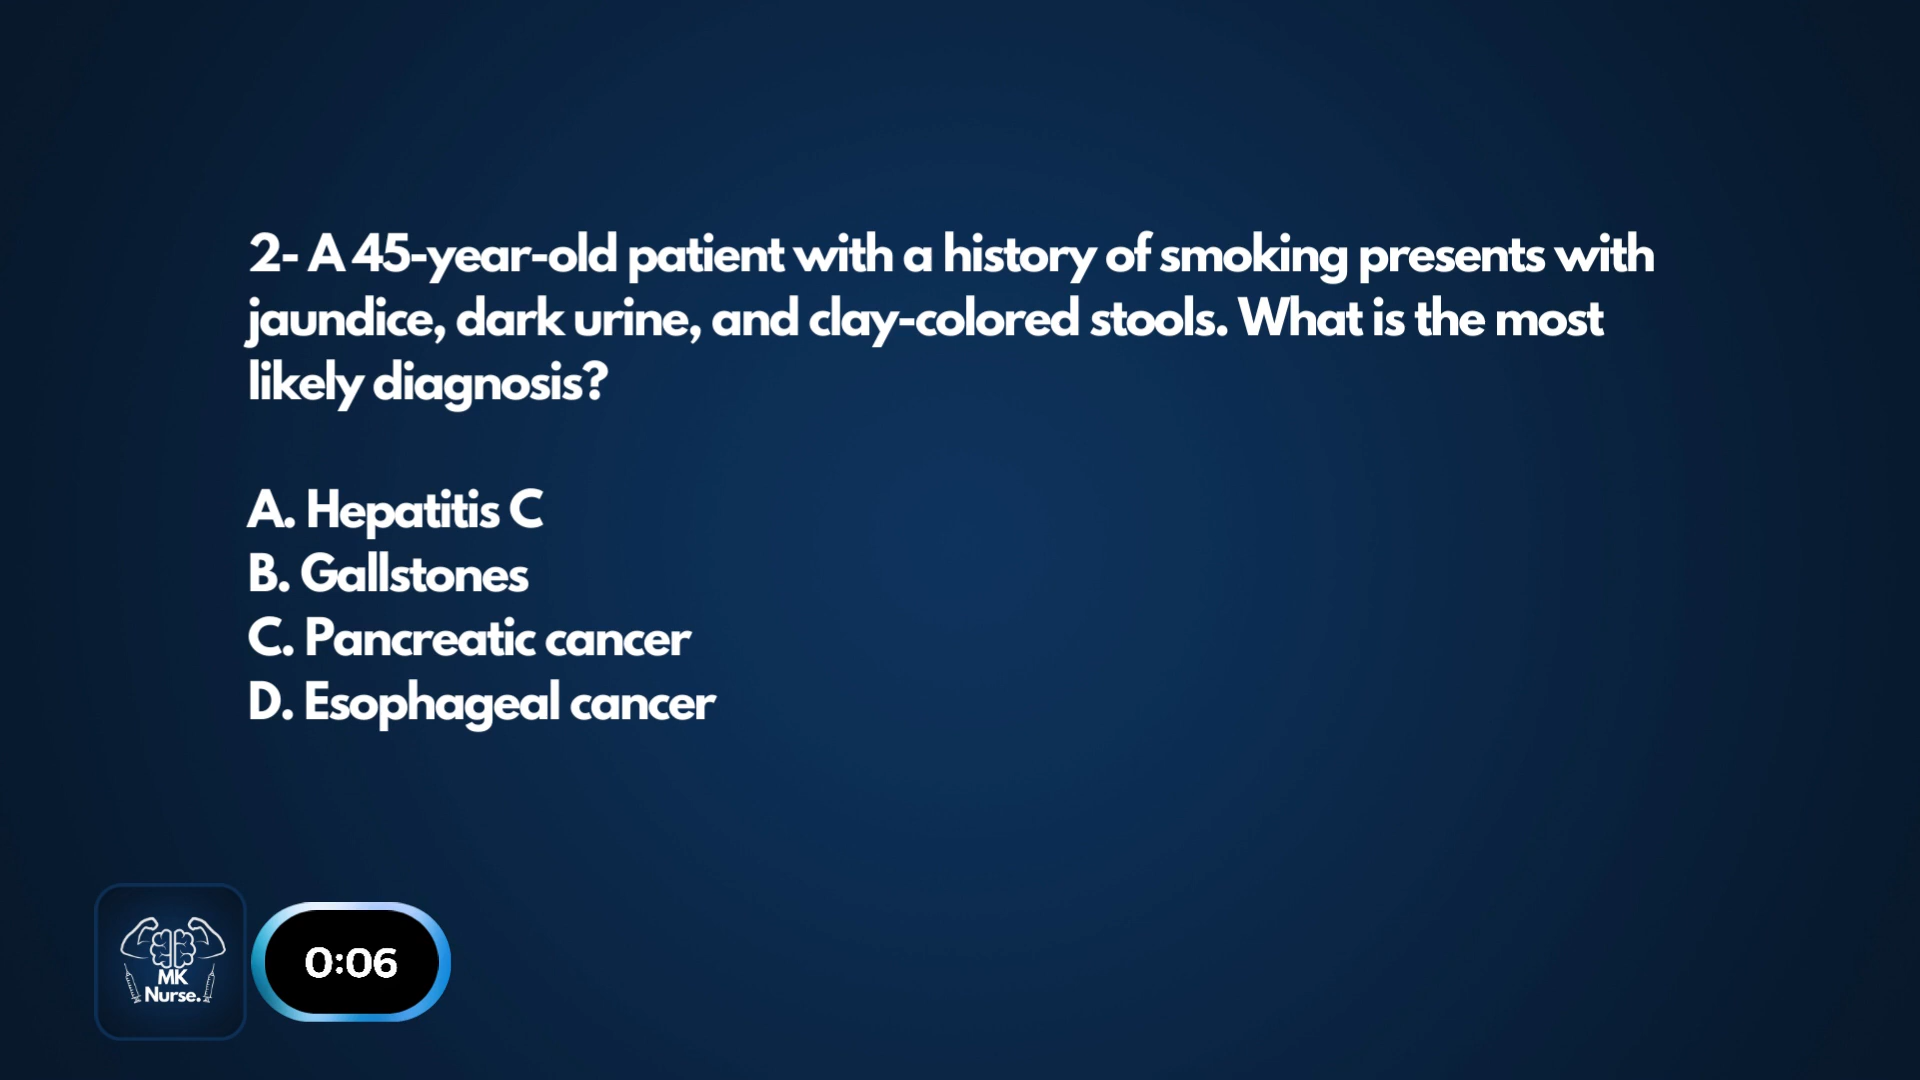 2- A 45-year-old patient with a history of smoking presents with
jaundice, dark urine, and clay-colored stools. What is the most
likely diagnosis?
A. Hepatitis C
B. Gallstones
C. Pancreatic cancer
D. Esophageal cancer
MK
Nurse.
0:06